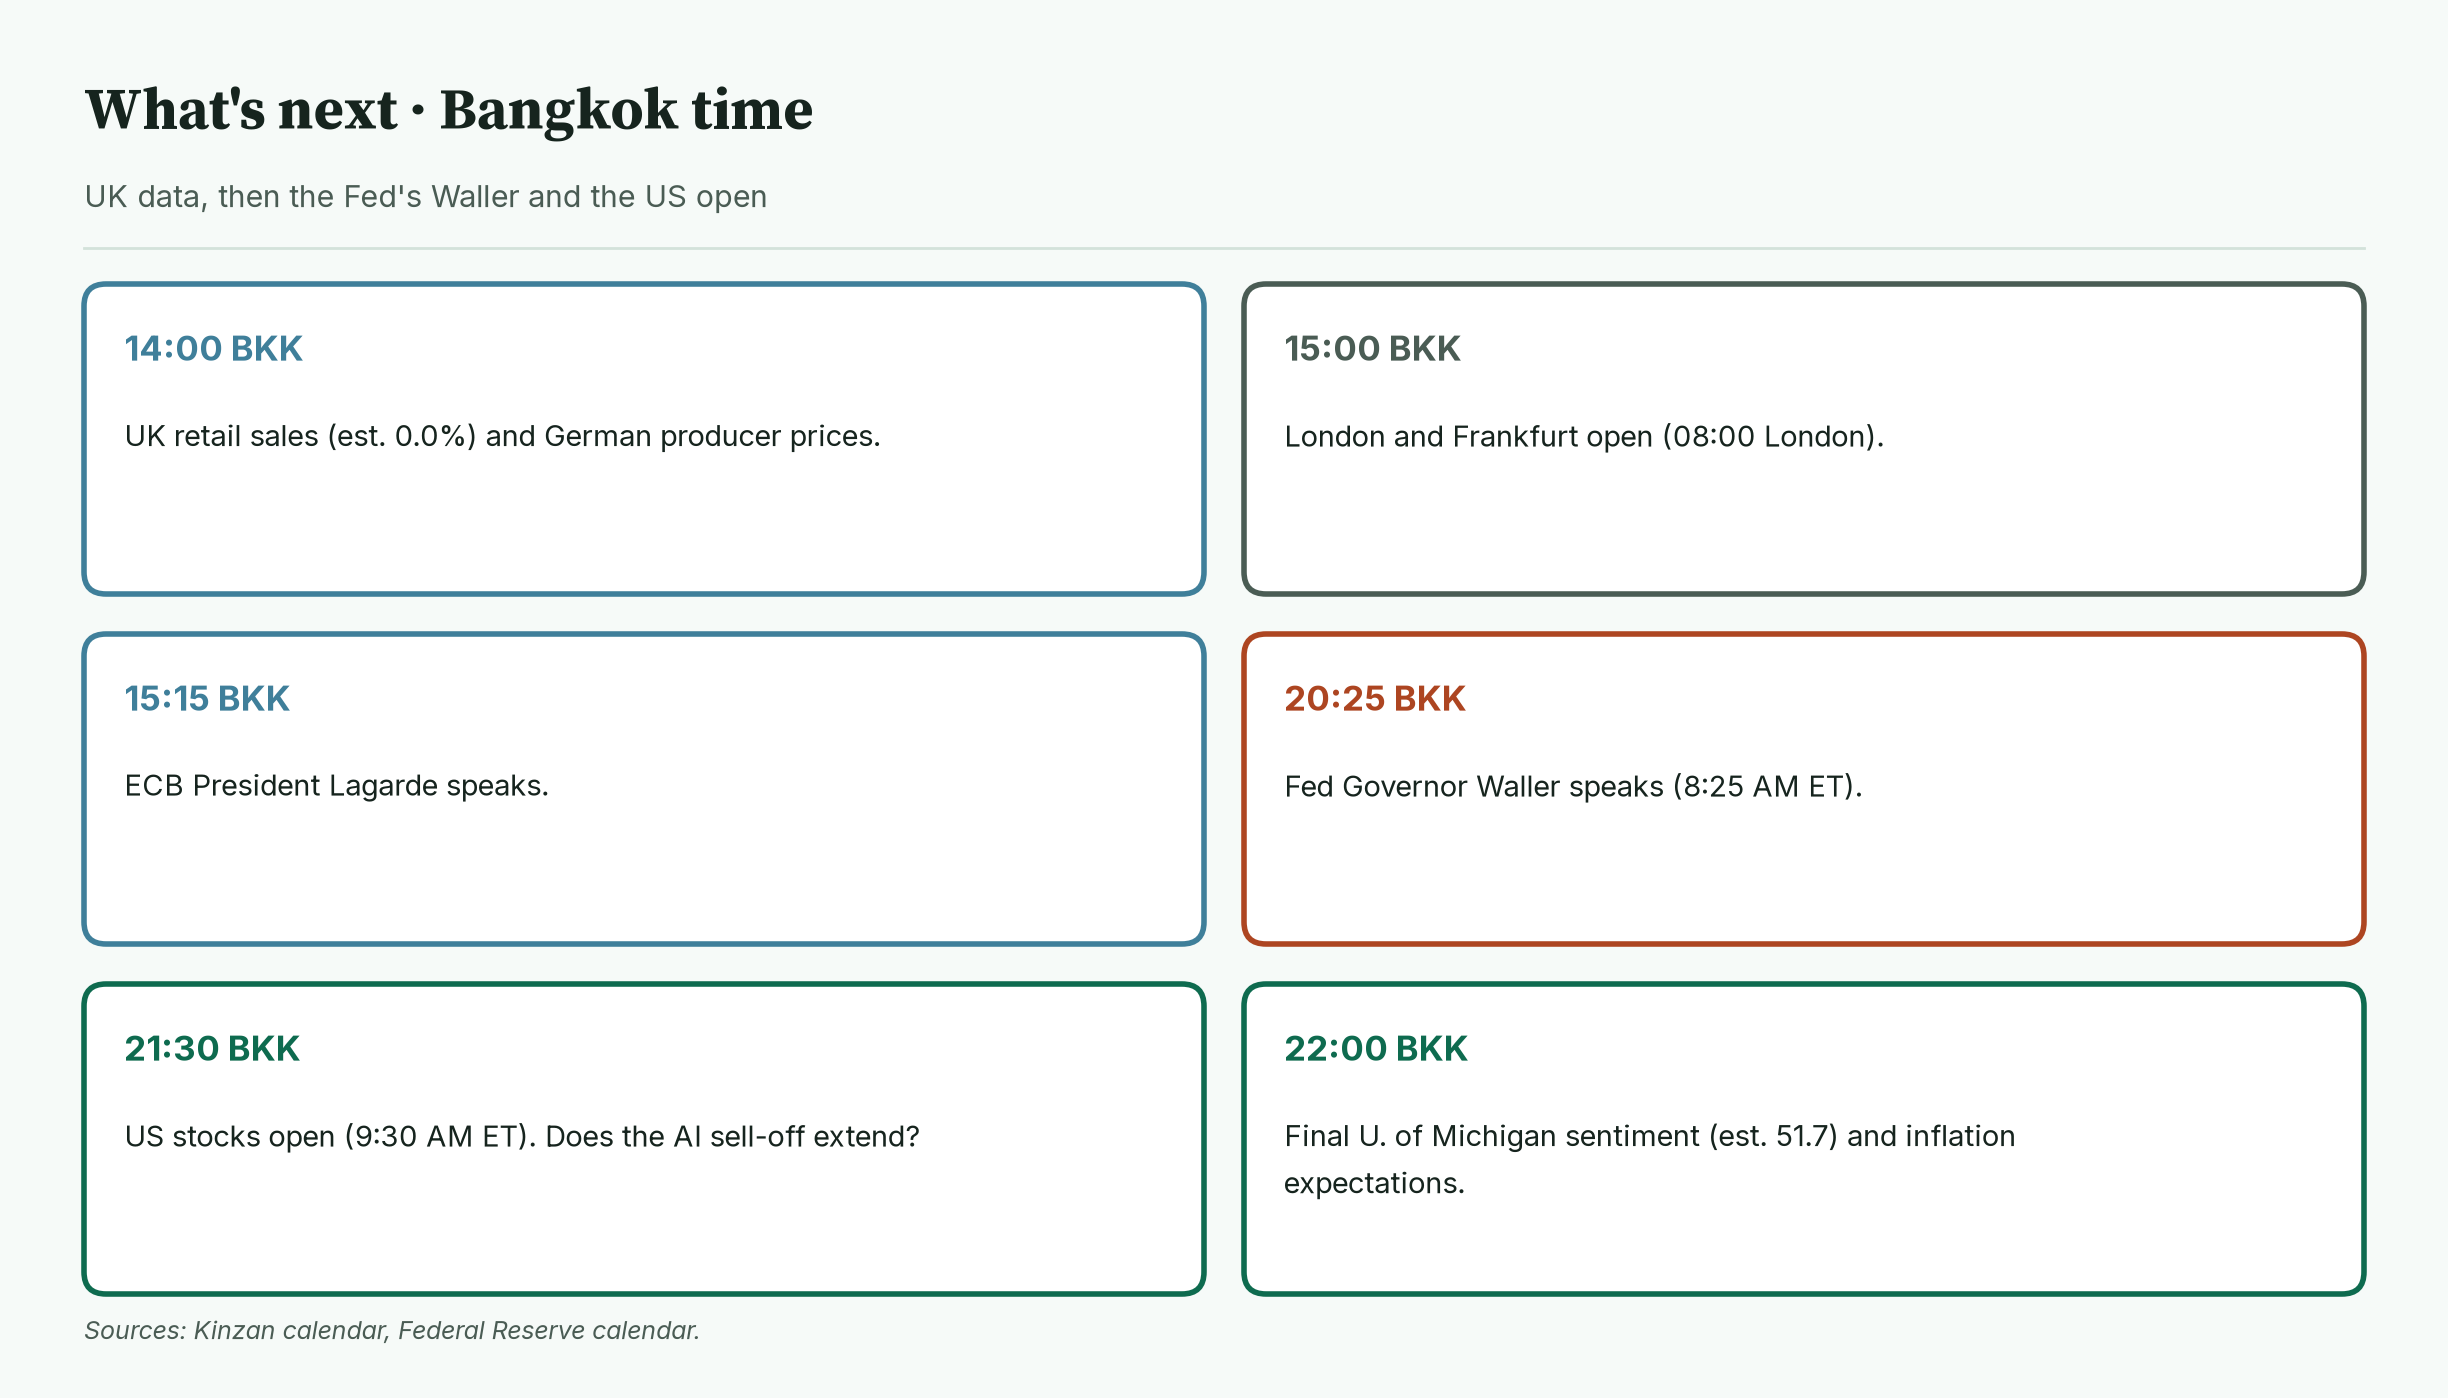 What's next · Bangkok time
UK data, then the Fed's Waller and the US open
14:00 BKK
UK retail sales (est. 0.0%) and German producer prices.
15:00 BKK
London and Frankfurt open (08:00 London).
15:15 BKK
ECB President Lagarde speaks.
20:25 BKK
Fed Governor Waller speaks (8:25 AM ET).
21:30 BKK
US stocks open (9:30 AM ET). Does the AI sell-off extend?
22:00 BKK
Final U. of Michigan sentiment (est. 51.7) and inflation
expectations.
Sources: Kinzan calendar, Federal Reserve calendar.